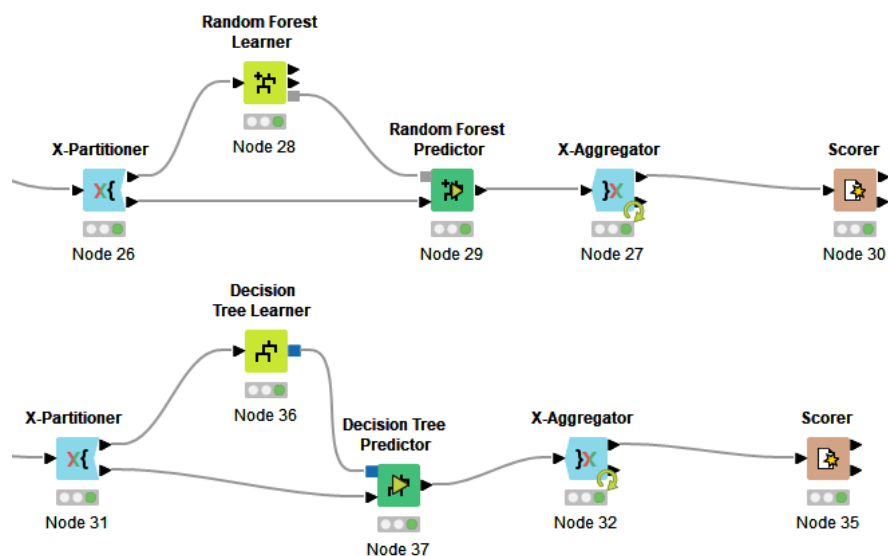 Random Forest
Learner
Node 28
X-Partitioner
Node 26
Random Forest
Predictor
Node 29
X-Aggregator
Node 27
Scorer
Node 30
Decision
Tree Learner
Node 36
X-Partitioner
Node 31
Decision Tree
Predictor
Node 37
X-Aggregator
Node 32
Scorer
Node 35